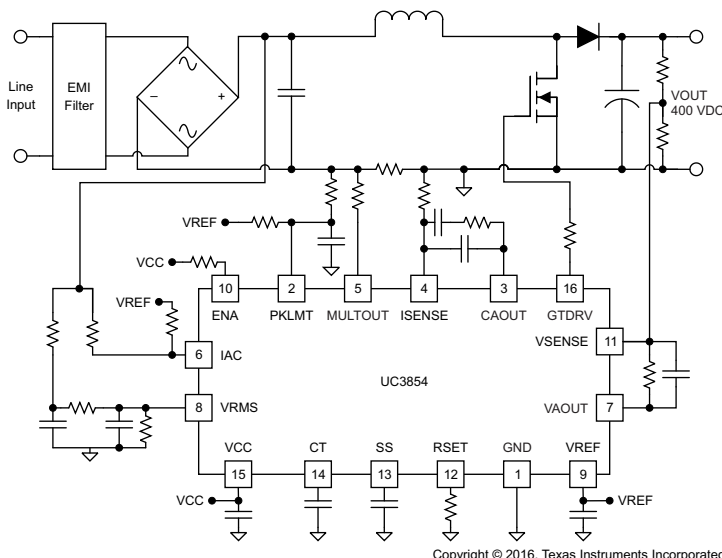 Line
Input
EMI
Filter
−
+
VOUT
400 VDC
VREF
VCC
10
2
5
4
3
16
ENA
PKLMT
MULTOUT
ISENSE
CAOUT
GTDRV
VREF
VSENSE
11
6
IAC
UC3854
8
VRMS
VAOUT
7
VCC
CT
SS
RSET
GND
VREF
15
14
13
12
1
9
VCC
VREF
Copyright © 2016, Texas Instruments Incorporated